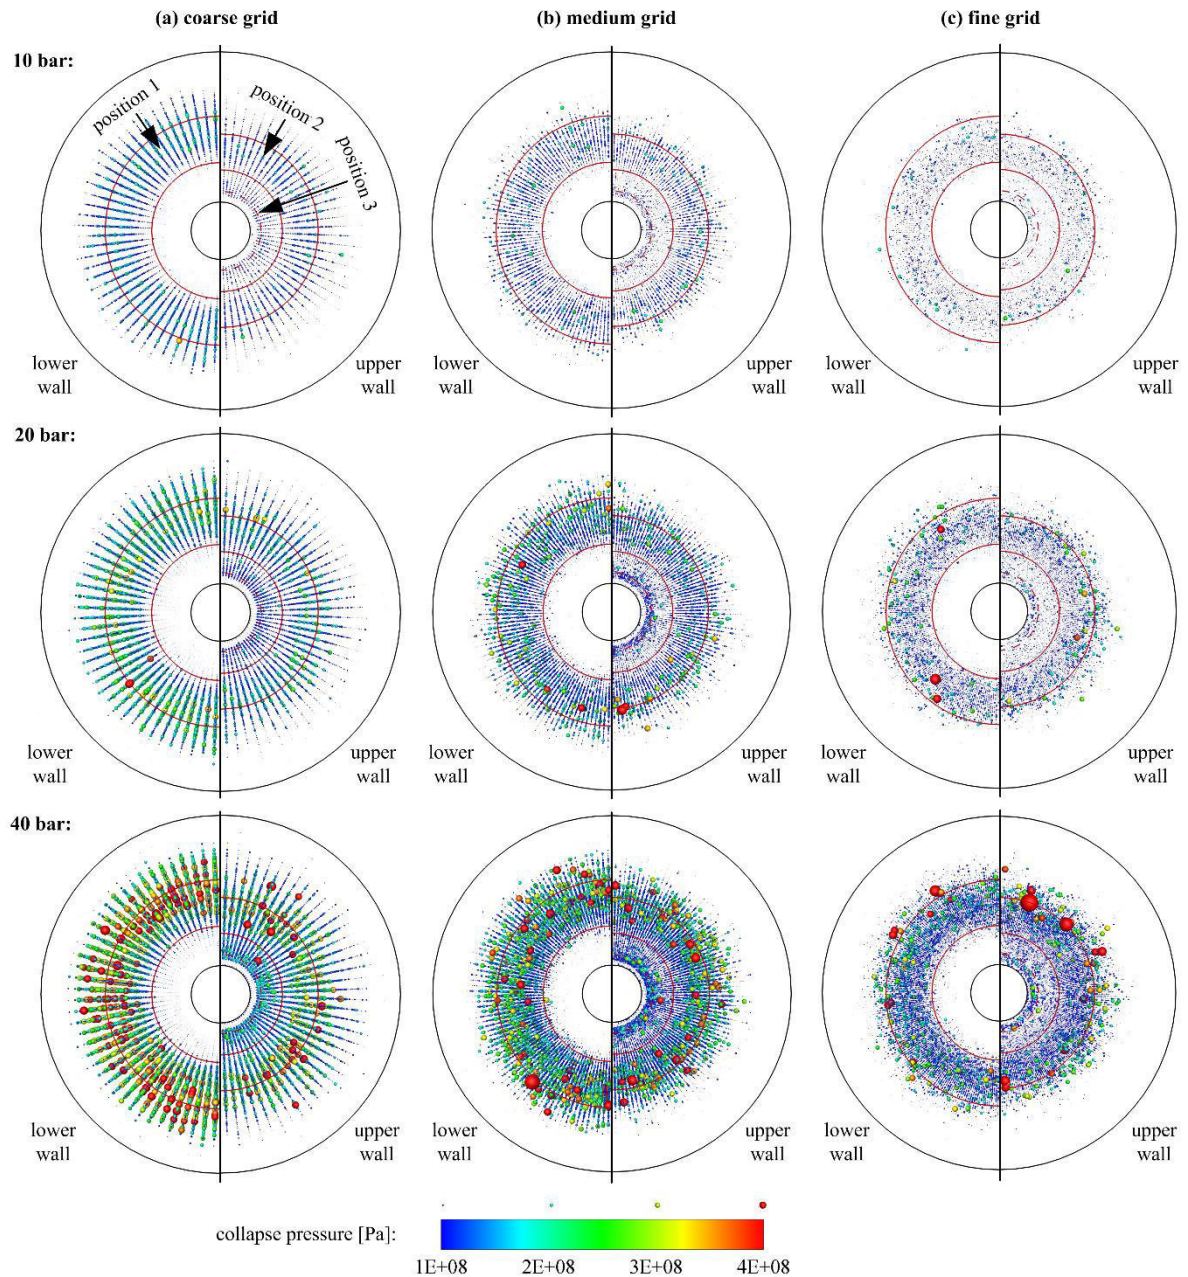 (a) coarse grid
(b) medium grid
(c) fine grid
10 bar:
position 1
position 2
position 3
lower
wall
upper
wall
lower
wall
upper
wall
lower
wall
upper
wall
20 bar:
lower
wall
upper
wall
lower
wall
upper
wall
lower
wall
upper
wall
40 bar:
lower
wall
upper
wall
lower
wall
upper
wall
lower
wall
upper
wall
collapse pressure [Pa]:
1E+08
2E+08
3E+08
4E+08